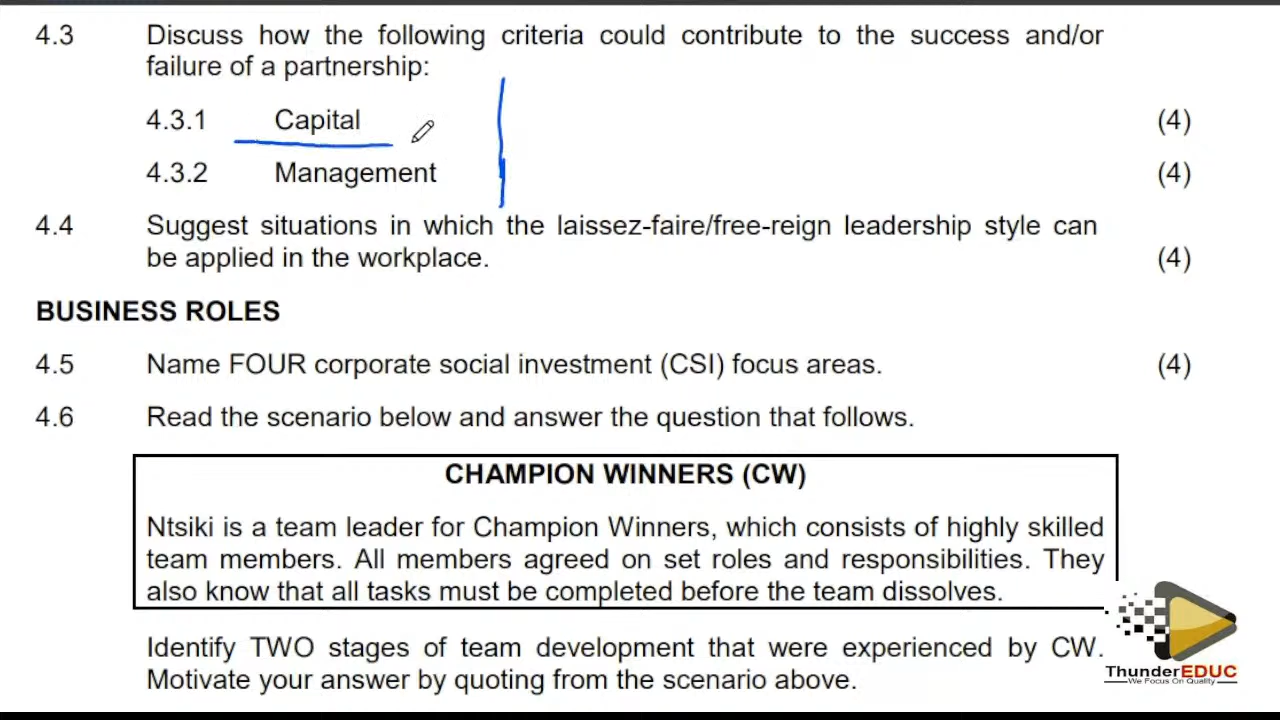 4.3 Discuss how the following criteria could contribute to the success and/or
failure of a partnership:
4.3.1 Capital (4)
4.3.2 Management (4)
4.4 Suggest situations in which the laissez-faire/free-reign leadership style can
be applied in the workplace. (4)
BUSINESS ROLES
4.5 Name FOUR corporate social investment (CSI) focus areas. (4)
4.6 Read the scenario below and answer the question that follows.
CHAMPION WINNERS (CW)
Ntsiki is a team leader for Champion Winners, which consists of highly skilled
team members. All members agreed on set roles and responsibilities. They
also know that all tasks must be completed before the team dissolves.
Identify TWO stages of team development that were experienced by CW.
Motivate your answer by quoting from the scenario above.
ThunderEDUC
We Focus On Quality